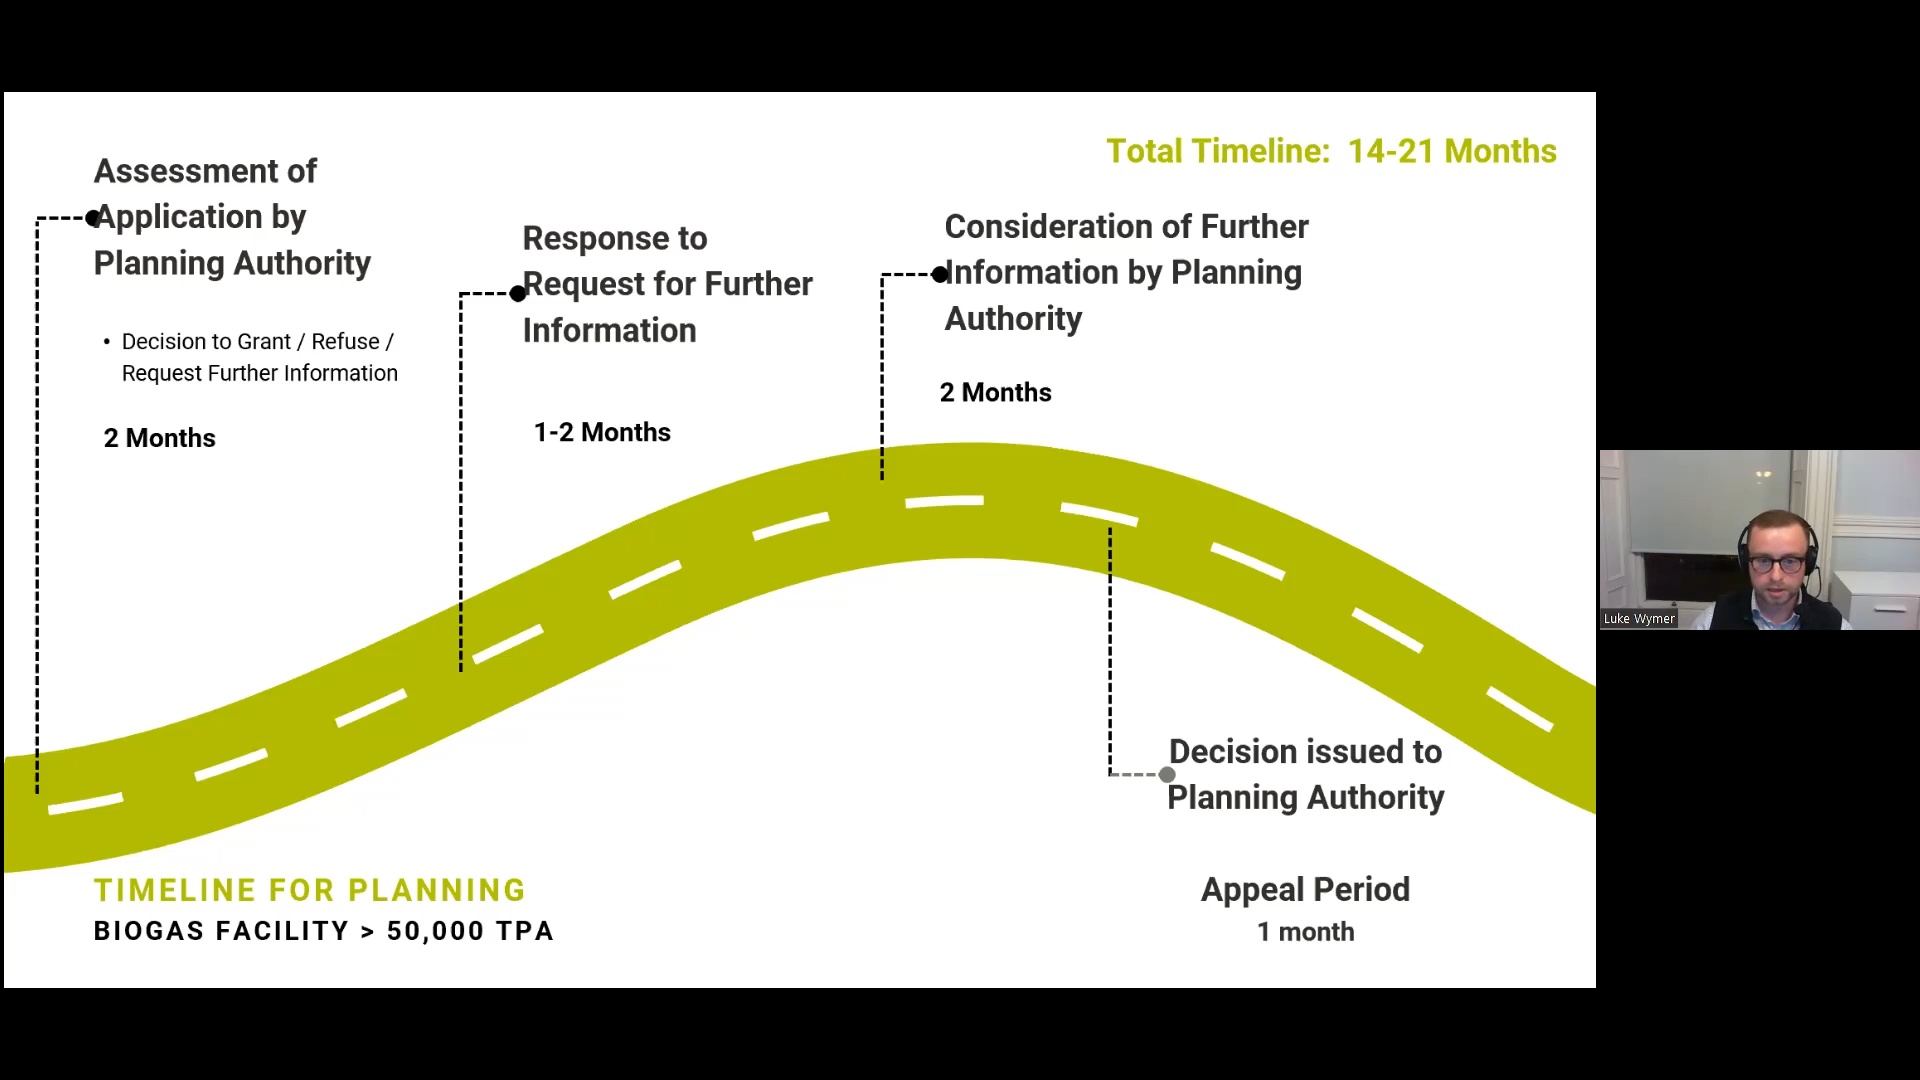 Total Timeline: 14-21 Months
Assessment of
Application by
Planning Authority
• Decision to Grant / Refuse /
Request Further Information
2 Months
Response to
Request for Further
Information
1-2 Months
Consideration of Further
Information by Planning
Authority
2 Months
Decision issued to
Planning Authority
Appeal Period
1 month
TIMELINE FOR PLANNING
BIOGAS FACILITY > 50,000 TPA
Luke Wymer